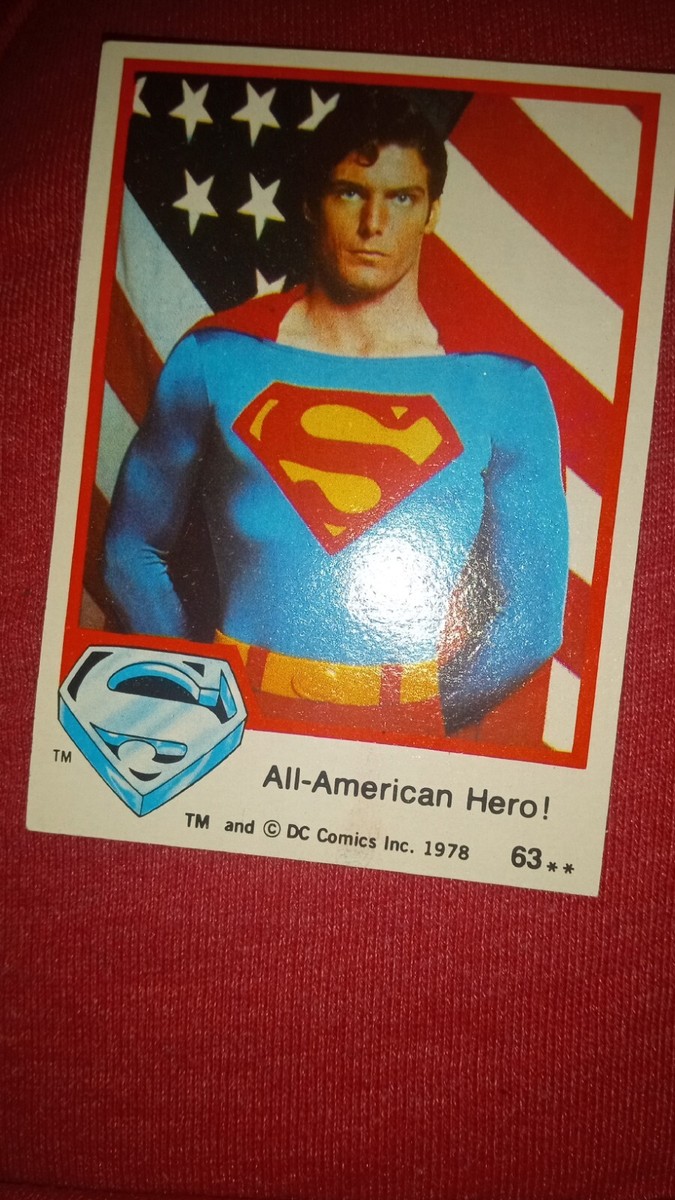 S
S
TM
All-American Hero!
TM and © DC Comics Inc. 1978
63**